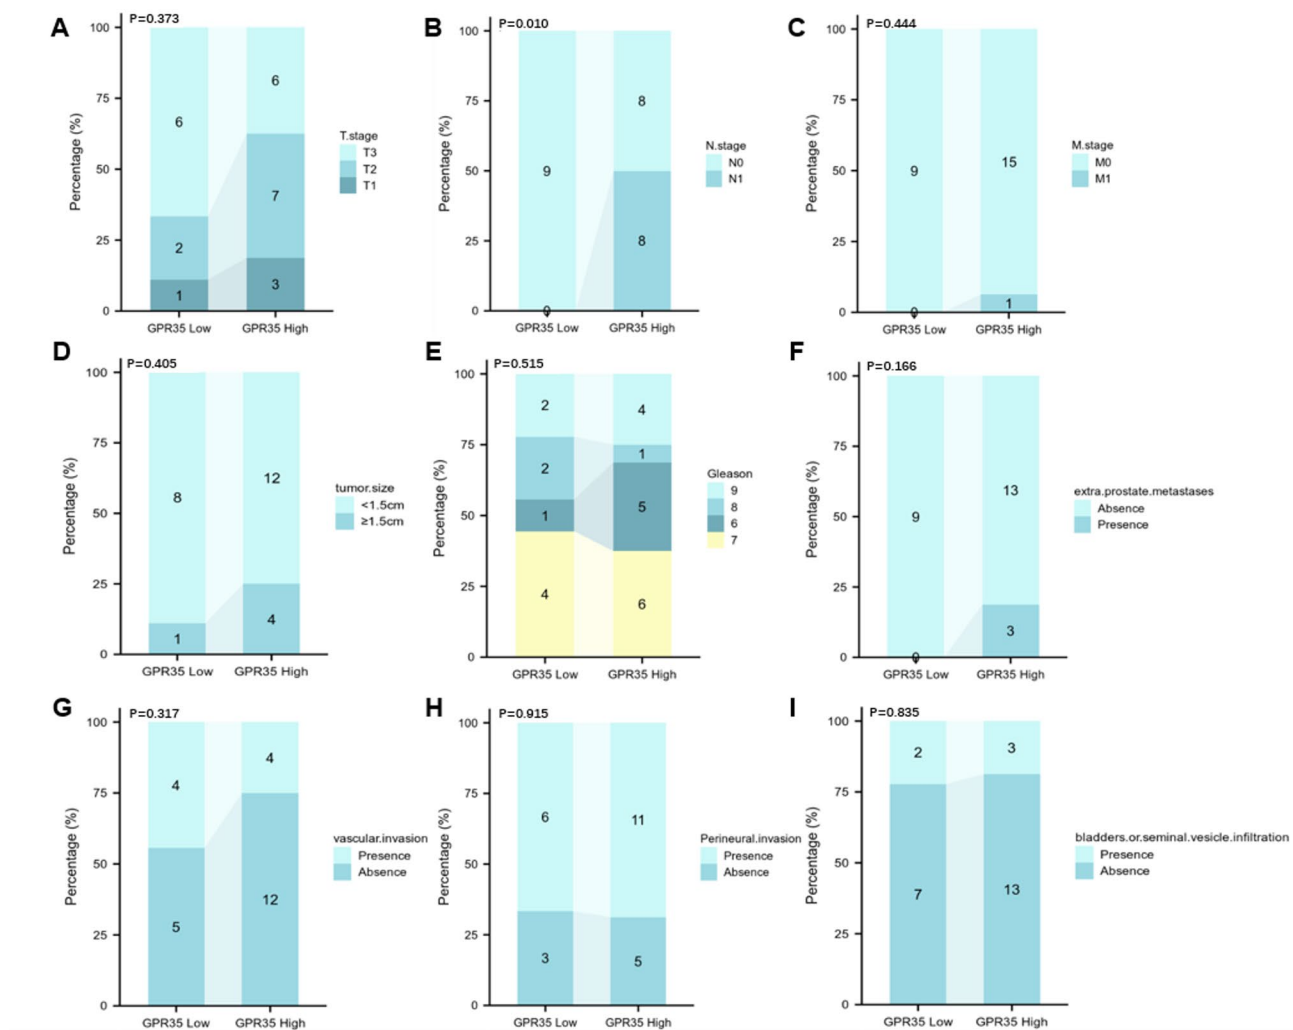 A
P=0.373
100
75
50
25
0
Percentage (%)
6
2
1
6
7
3
GPR35 Low
GPR35 High
T.stage
T3
T2
T1
B
P=0.010
100
75
50
25
0
Percentage (%)
9
0
8
8
GPR35 Low
GPR35 High
N.stage
N0
N1
C
P=0.444
100
75
50
25
0
Percentage (%)
9
0
15
1
GPR35 Low
GPR35 High
M.stage
M0
M1
D
P=0.405
100
75
50
25
0
Percentage (%)
8
1
12
4
GPR35 Low
GPR35 High
tumor.size
<1.5cm
≥1.5cm
E
P=0.515
100
75
50
25
0
Percentage (%)
2
2
1
4
4
1
5
6
GPR35 Low
GPR35 High
Gleason
9
8
6
7
F
P=0.166
100
75
50
25
0
Percentage (%)
9
0
13
3
GPR35 Low
GPR35 High
extra.prostate.metastases
Absence
Presence
G
P=0.317
100
75
50
25
0
Percentage (%)
4
5
4
12
GPR35 Low
GPR35 High
vascular.invasion
Presence
Absence
H
P=0.915
100
75
50
25
0
Percentage (%)
6
3
11
5
GPR35 Low
GPR35 High
Perineural.invasion
Presence
Absence
I
P=0.835
100
75
50
25
0
Percentage (%)
2
7
3
13
GPR35 Low
GPR35 High
bladders.or.seminal.vesicle.infiltration
Presence
Absence